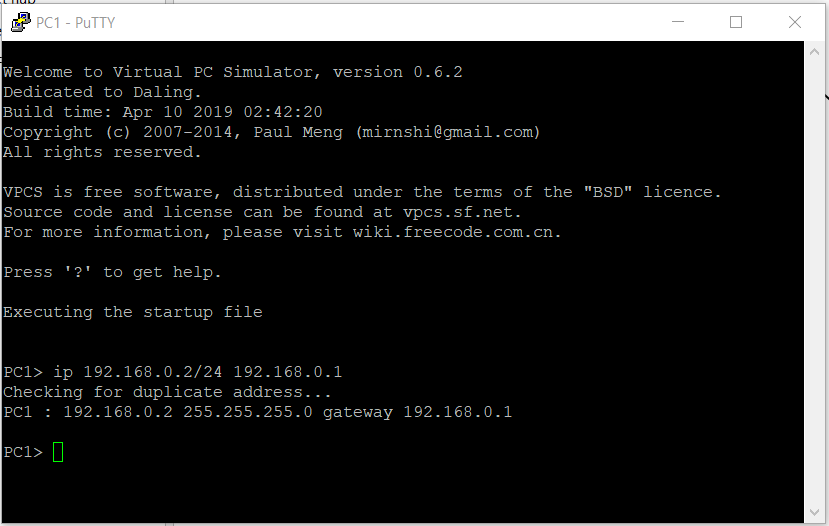 PC1 - PuTTY
Welcome to Virtual PC Simulator, version 0.6.2
Dedicated to Daling.
Build time: Apr 10 2019 02:42:20
Copyright (c) 2007-2014, Paul Meng (mirnshi@gmail.com)
All rights reserved.
VPCS is free software, distributed under the terms of the "BSD" licence.
Source code and license can be found at vpcs.sf.net.
For more information, please visit wiki.freecode.com.cn.
Press '?' to get help.
Executing the startup file
PC1> ip 192.168.0.2/24 192.168.0.1
Checking for duplicate address...
PC1 : 192.168.0.2 255.255.255.0 gateway 192.168.0.1
PC1>